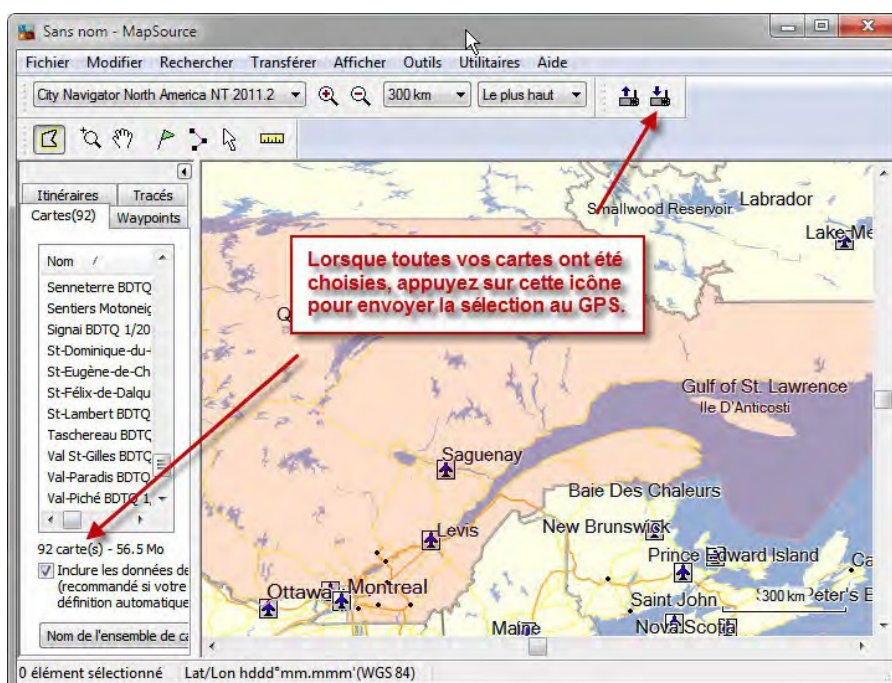 Sans nom - MapSource
Fichier Modifier Rechercher Transférer Afficher Outils Utilitaires Aide
City Navigator North America NT 2011.2 300 km Le plus haut
Itinéraires Tracés
Cartes(92) Waypoints
Nom
Senneterre BDTQ
Sentiers Motoneig
Signai BDTQ 1/20
St-Dominique-du-
St-Eugène-de-Ch
St-Félix-de-Dalqu
St-Lambert BDTQ
Taschereau BDTQ
Val St-Gilles BDTQ
Val-Paradis BDTQ
Val-Piché BDTQ 1
92 carte(s) - 56.5 Mo
Inclure les données de
(recommandé si votre
définition automatique
Nom de l'ensemble de ca
Smallwood Reservoir
Labrador
Lake Me
Lorsque toutes vos cartes ont été
choisies, appuyez sur cette icône
pour envoyer la sélection au GPS.
Q
Gulf of St. Lawrence
Ile D'Anticosti
Saguenay
Baie Des Chaleurs
Levis
New Brunswick
Prince Edward Island
Ca
Ottawa
Montreal
Saint John
300 km
Peter's B
Maine
Nova Scotia
0 élément sélectionné Lat/Lon hddd°mm.mmm'(WGS 84)